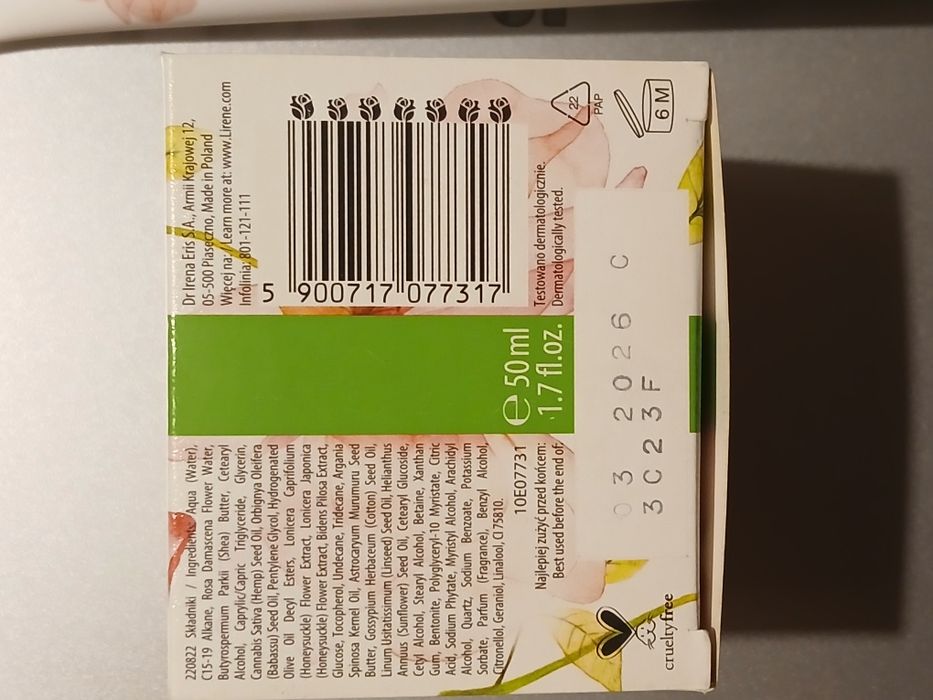 220822 Składniki / Ingredients: Aqua (Water),
C15-19 Alkane, Rosa Damascena Flower Water,
Butyrospermum Parkii (Shea) Butter, Cetearyl
Alcohol, Caprylic/Capric Triglyceride, Glycerin,
Cannabis Sativa (Hemp) Seed Oil, Orbignya Oleifera
(Babassu) Seed Oil, Pentylene Glycol, Hydrogonated
Olive Oil Decyl Esters, Lonicera Caprifolium
(Honeysuckle) Flower Extract, Lonicera Japonica
(Honeysuckle) Flower Extract, Bidens Pilosa Extract,
Glucose, Tocopherol, Undecane, Tridecane, Argania
Spinosa Kernel Oil, Astrocaryum Murumuru Seed
Butter, Gossypium Herbaceum (Cotton) Seed Oil,
Linum Usitatissimum (Linseed) Seed Oil, Helianthus
Annuus (Sunflower) Seed Oil, Cetearyl Glucoside,
Cetyl Alcohol, Stearyl Alcohol, Betaine, Xanthan
Gum, Bentonite, Polyglyceryl-10 Myristate, Citric
Acid, Sodium Phytate, Myristyl Alcohol, Arachidyl
Alcohol, Quartz, Sodium Benzoate, Potassium
Sorbate, Parfum (Fragrance), Benzyl Alcohol,
Citronellol, Geraniol, Linalool, CI 75810.
10E07731
Najlepiej zużyć przed końcem:
Best used before the end of:
03 2026 C
3C23F
crueltyfree
e 50 ml
1.7 fl.oz.
Dr Irena Eris S.A., Armii Krajowej 12,
05-500 Piaseczno, Made in Poland
Więcej na: / Learn more at: www.Lirene.com
Infolinia: 801-121-111
5 900717 077317
Testowano dermatologicznie.
Dermatologically tested.
22
PAP
6 M